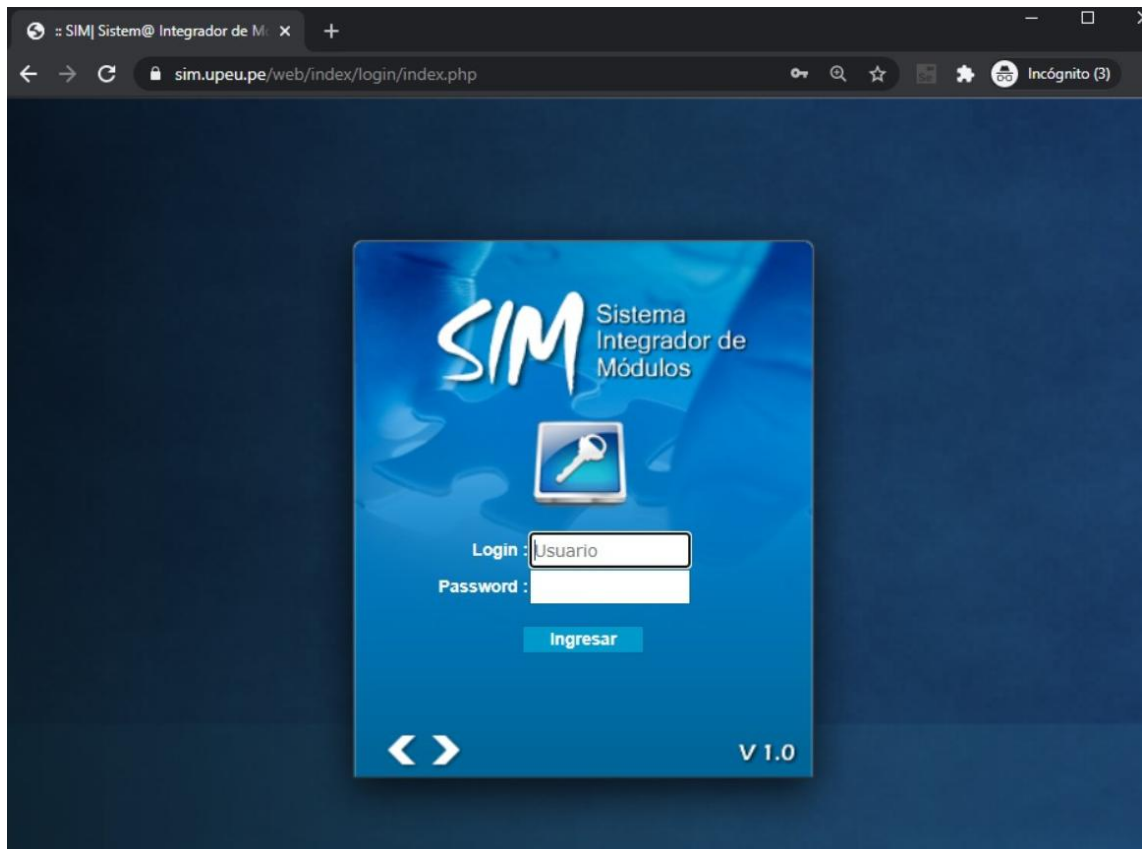 :: SIM| Sistem@ Integrador de M
sim.upeu.pe/web/index/login/index.php
Incógnito (3)
SIM
Sistema
Integrador de
Módulos
Login :
Usuario
Password :
Ingresar
V 1.0